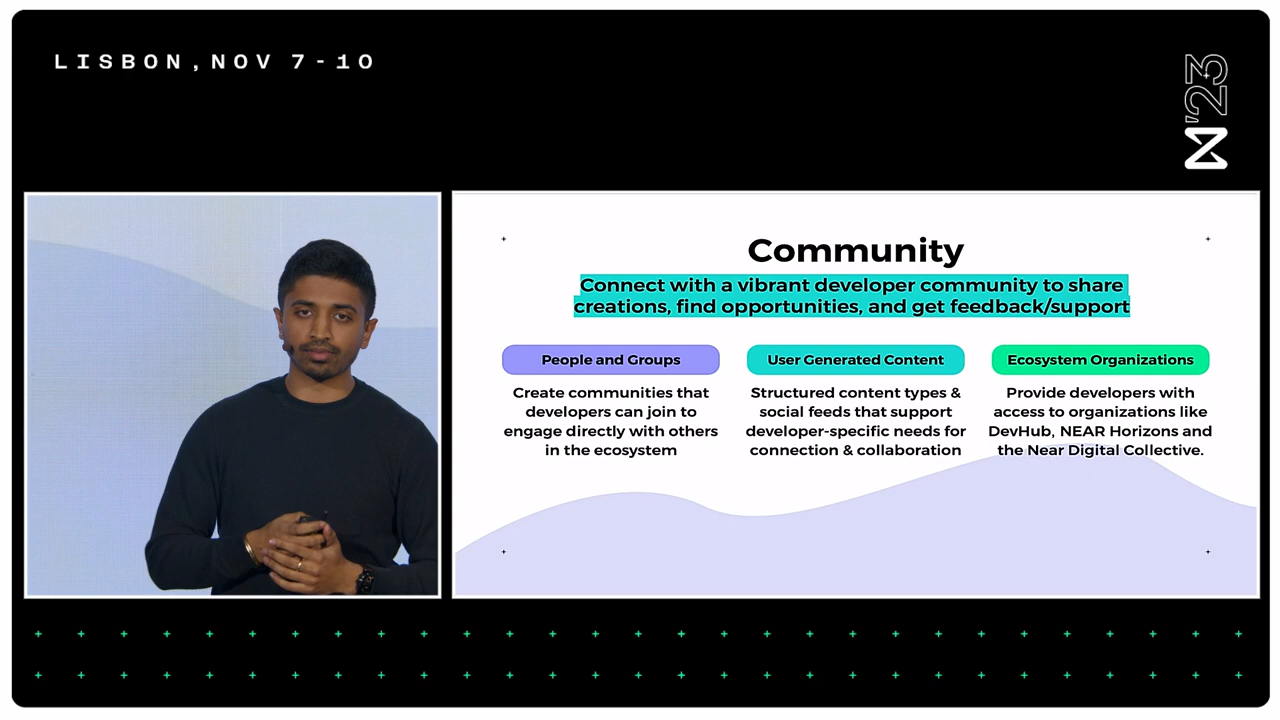 LISBON, NOV 7-10
'23
Community
Connect with a vibrant developer community to share
creations, find opportunities, and get feedback/support
People and Groups
Create communities that
developers can join to
engage directly with others
in the ecosystem
User Generated Content
Structured content types &
social feeds that support
developer-specific needs for
connection & collaboration
Ecosystem Organizations
Provide developers with
access to organizations like
DevHub, NEAR Horizons and
the Near Digital Collective.